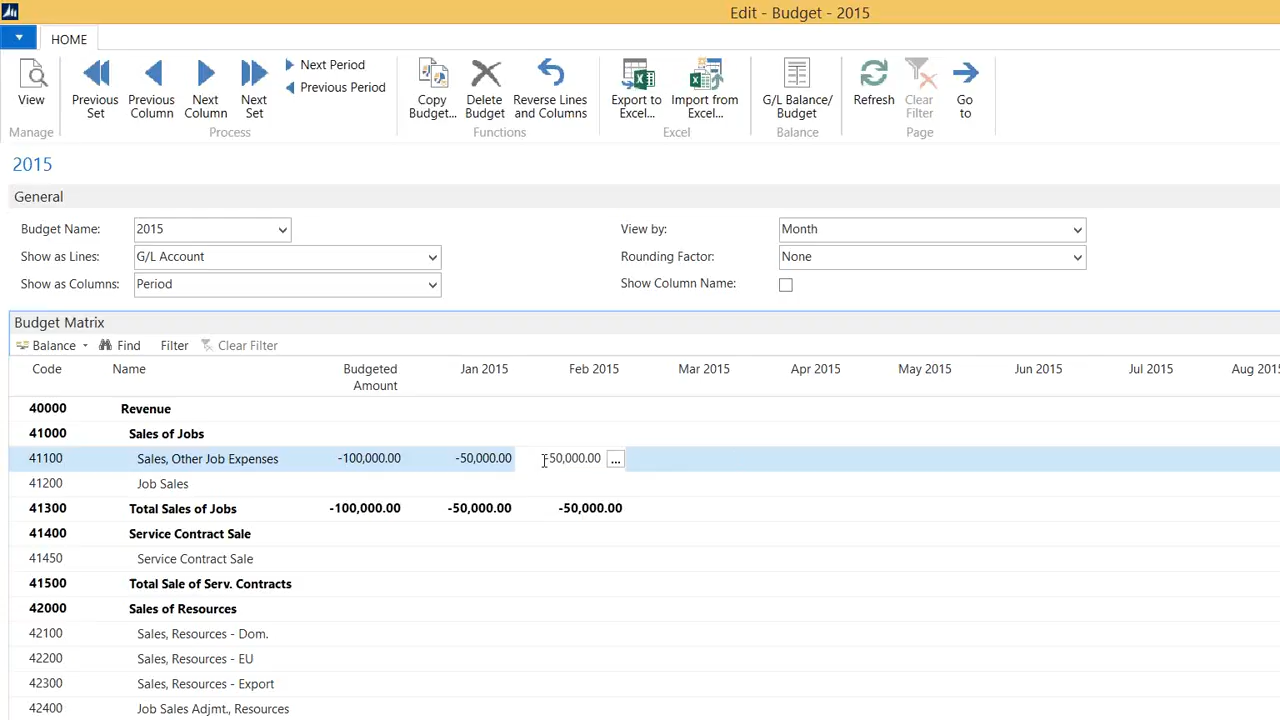 Edit - Budget - 2015
HOME
View
Manage
Previous Set
Previous Column
Next Column
Next Set
Next Period
Previous Period
Process
Copy Budget...
Delete Budget
Reverse Lines and Columns
Functions
Export to Excel...
Import from Excel...
Excel
G/L Balance/ Budget
Balance
Refresh
Clear Filter
Go to
Page
2015
General
Budget Name: 2015
View by: Month
Show as Lines: G/L Account
Rounding Factor: None
Show as Columns: Period
Show Column Name:
Budget Matrix
Balance Find Filter Clear Filter
Code Name Budgeted Amount Jan 2015 Feb 2015 Mar 2015 Apr 2015 May 2015 Jun 2015 Jul 2015 Aug 2015
40000 Revenue
41000 Sales of Jobs
41100 Sales, Other Job Expenses -100,000.00 -50,000.00 -50,000.00 ...
41200 Job Sales
41300 Total Sales of Jobs -100,000.00 -50,000.00 -50,000.00
41400 Service Contract Sale
41450 Service Contract Sale
41500 Total Sale of Serv. Contracts
42000 Sales of Resources
42100 Sales, Resources - Dom.
42200 Sales, Resources - EU
42300 Sales, Resources - Export
42400 Job Sales Adjmt., Resources